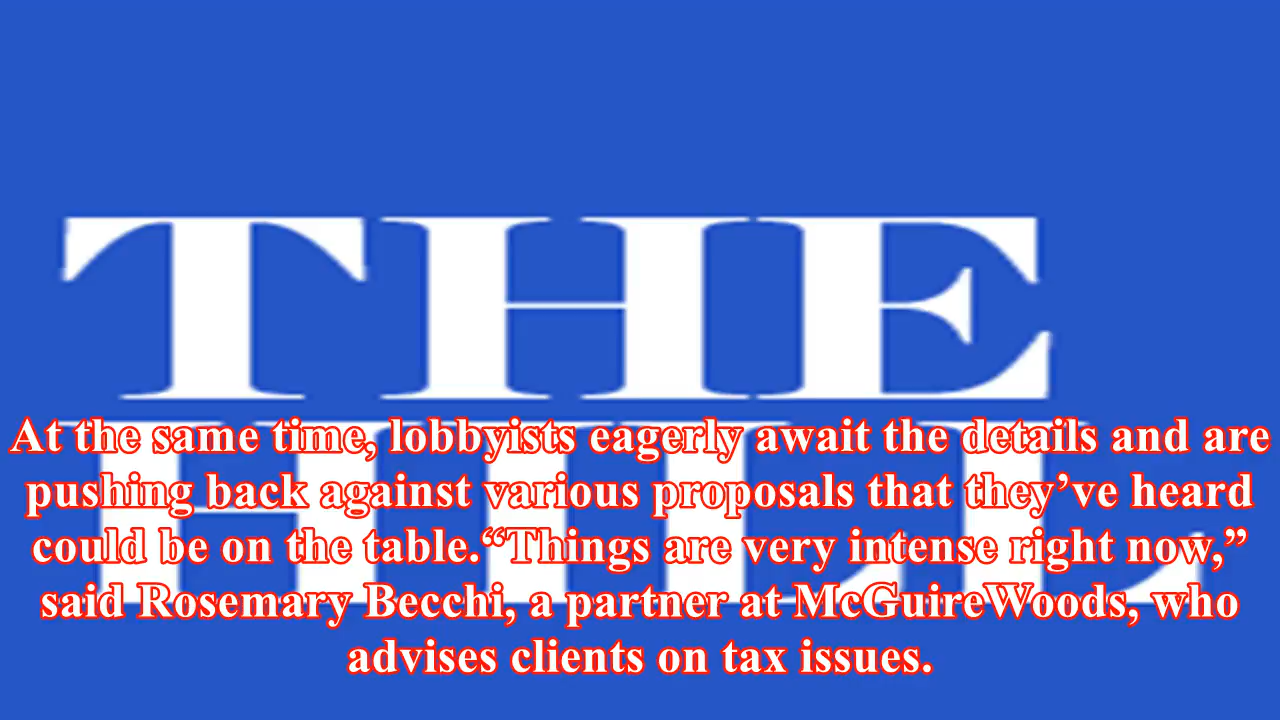 THE
HILL
At the same time, lobbyists eagerly await the details and are
pushing back against various proposals that they’ve heard
could be on the table.“Things are very intense right now,”
said Rosemary Becchi, a partner at McGuireWoods, who
advises clients on tax issues.